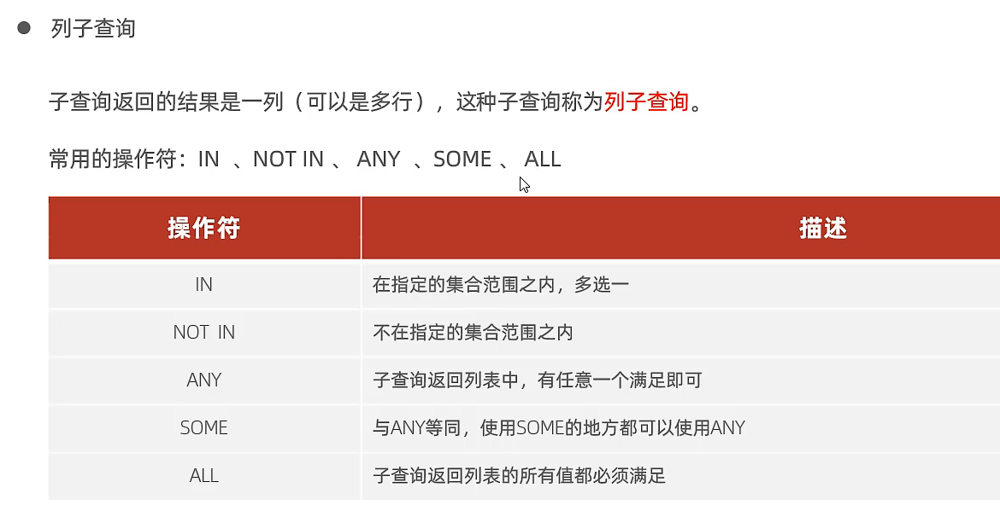 列子查询
子查询返回的结果是一列（可以是多行），这种子查询称为列子查询。
常用的操作符：IN 、NOT IN 、 ANY 、SOME 、 ALL
操作符 描述
IN 在指定的集合范围之内，多选一
NOT IN 不在指定的集合范围之内
ANY 子查询返回列表中，有任意一个满足即可
SOME 与ANY等同，使用SOME的地方都可以使用ANY
ALL 子查询返回列表的所有值都必须满足